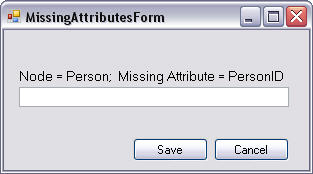 MissingAttributesForm
Node = Person;  Missing Attribute = PersonID
Save
Cancel